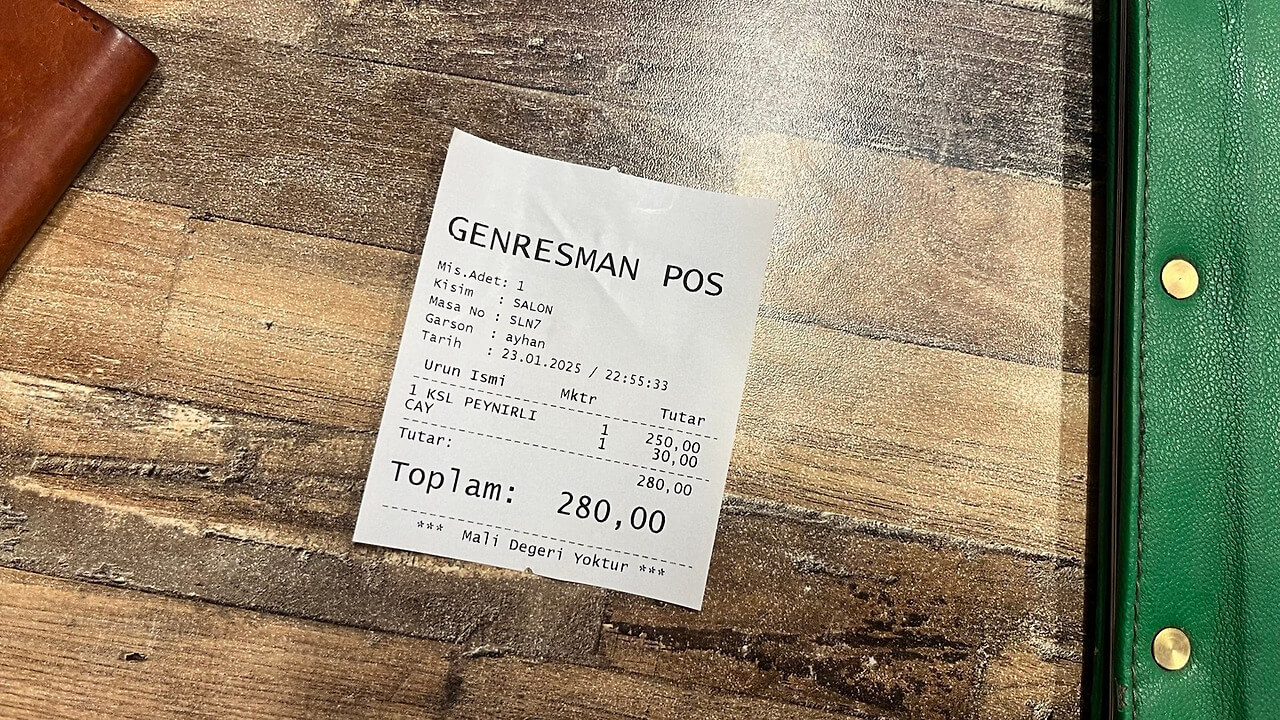 GENRESMAN POS
Mis.Adet: 1
Kisim : SALON
Masa No : SLN7
Garson : ayhan
Tarih : 23.01.2025 / 22:55:33
Urun Ismi Mktr Tutar
1 KSL PEYNIRLI 1 250,00
CAY 1 30,00
Tutar: 280,00
Toplam: 280,00
*** Mali Degeri Yoktur ***